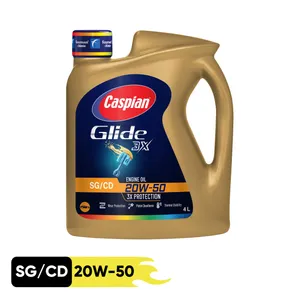 Caspian
Glide
3X
SG/CD
ENGINE OIL
20W-50
3X PROTECTION
4 L
SG/CD 20W-50